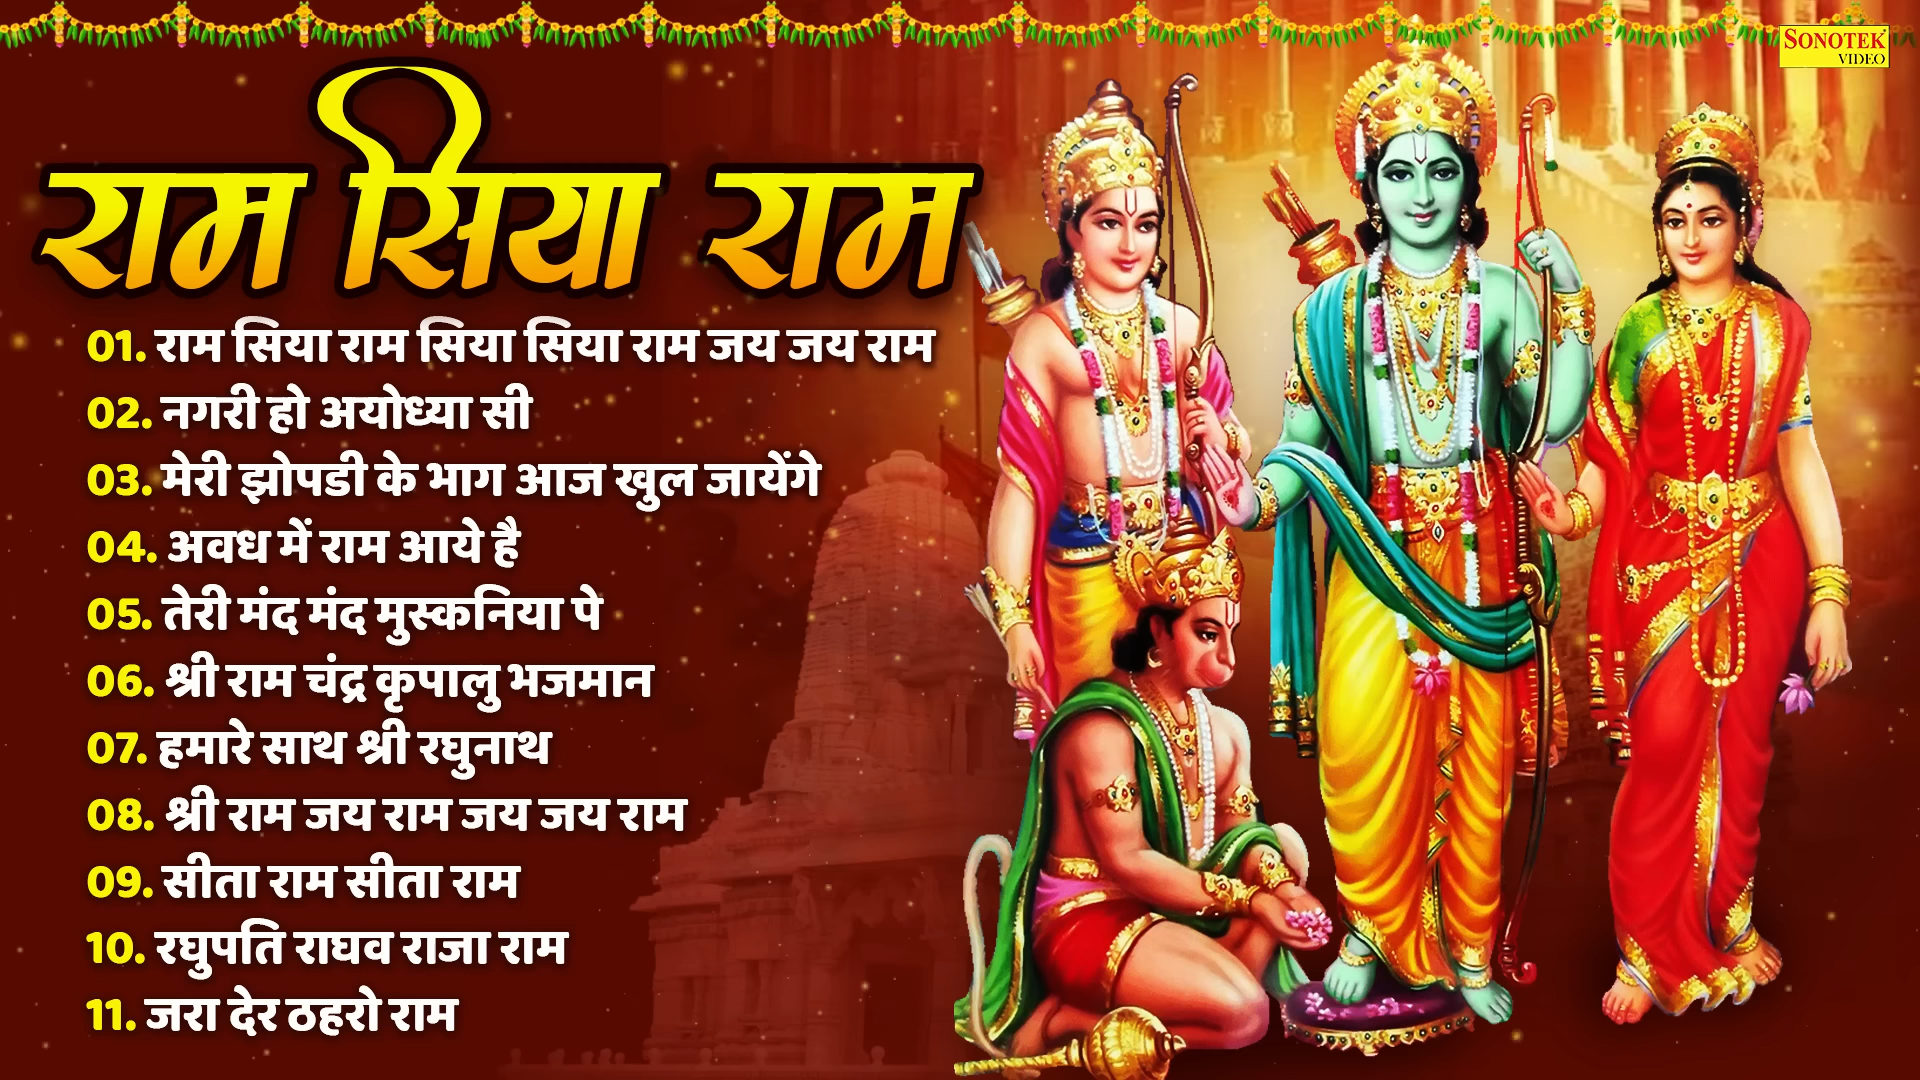 SONOTEK
VIDEO
राम सिया राम
01. राम सिया राम सिया सिया राम जय जय राम
02. नगरी हो अयोध्या सी
03. मेरी झोपडी के भाग आज खुल जायेंगे
04. अवध में राम आये है
05. तेरी मंद मंद मुस्कनिया पे
06. श्री राम चंद्र कृपालु भजमान
07. हमारे साथ श्री रघुनाथ
08. श्री राम जय राम जय जय राम
09. सीता राम सीता राम
10. रघुपति राघव राजा राम
11. जरा देर ठहरो राम